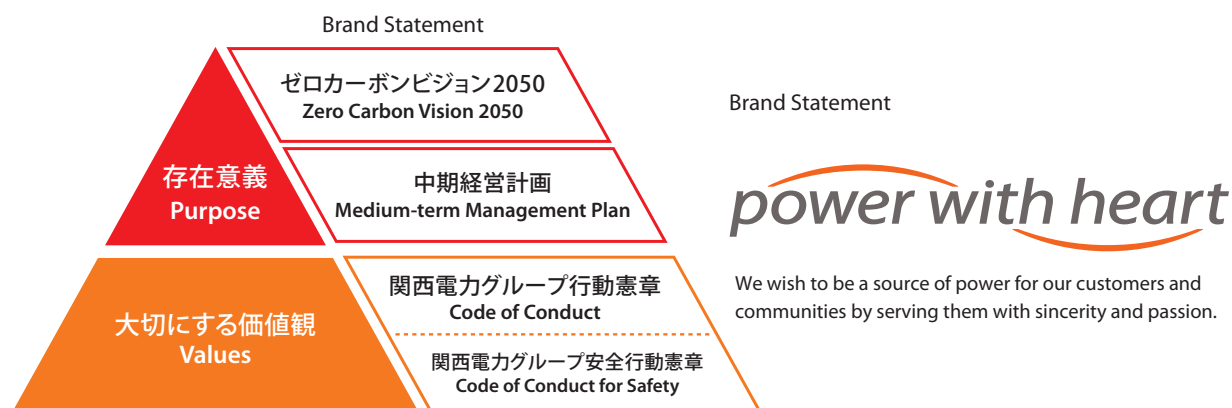 Brand Statement
ゼロカーボンビジョン2050
Zero Carbon Vision 2050
存在意義
Purpose
中期経営計画
Medium-term Management Plan
大切にする価値観
Values
関西電力グループ行動憲章
Code of Conduct
関西電力グループ安全行動憲章
Code of Conduct for Safety
Brand Statement
power with heart
We wish to be a source of power for our customers and
communities by serving them with sincerity and passion.